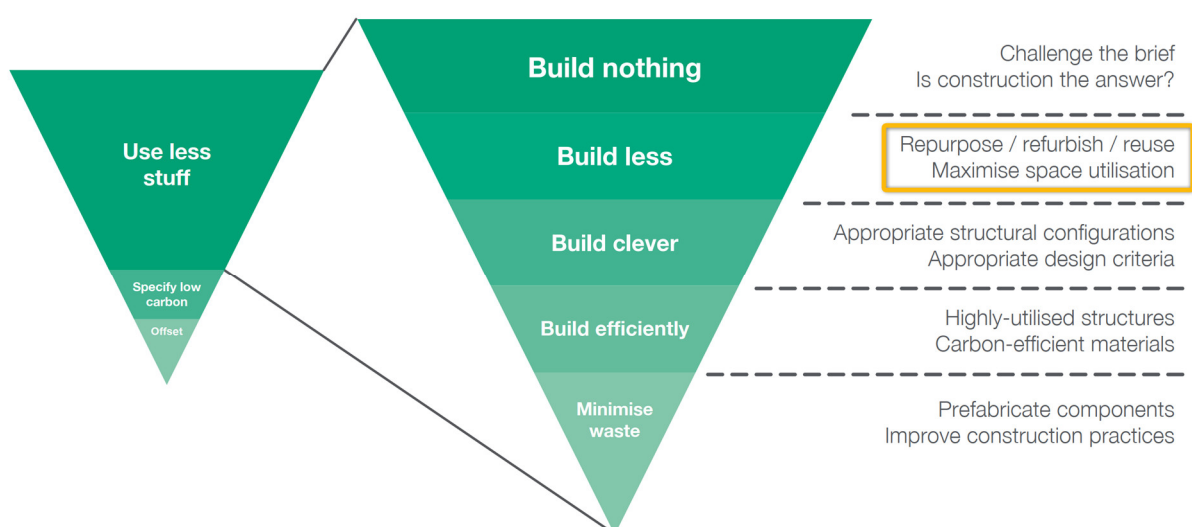 Use less
stuff
Specify low
carbon
Offset
Build nothing
Challenge the brief
Is construction the answer?
Build less
Repurpose / refurbish / reuse
Maximise space utilisation
Build clever
Appropriate structural configurations
Appropriate design criteria
Build efficiently
Highly-utilised structures
Carbon-efficient materials
Minimise
waste
Prefabricate components
Improve construction practices